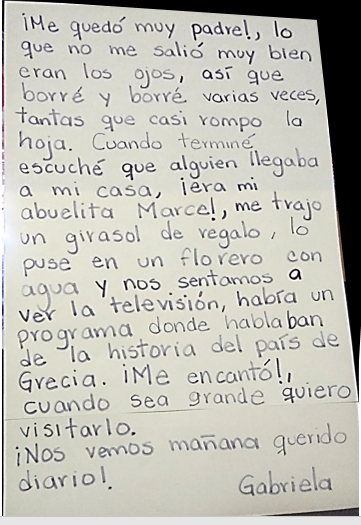 ¡Me quedó muy padre!, lo
que no me salió muy bien
eran los ojos, así que
borré y borré varias veces,
tantas que casi rompo la
hoja. Cuando terminé
escuché que alguien llegaba
a mi casa, ¡era mi
abuelita Marce!, me trajo
un girasol de regalo, lo
puse en un florero con
agua y nos sentamos a
ver la televisión, había un
programa donde hablaban
de la historia del país de
Grecia. ¡Me encantó!,
cuando sea grande quiero
visitarlo.
¡Nos vemos mañana querido
diario!.
Gabriela